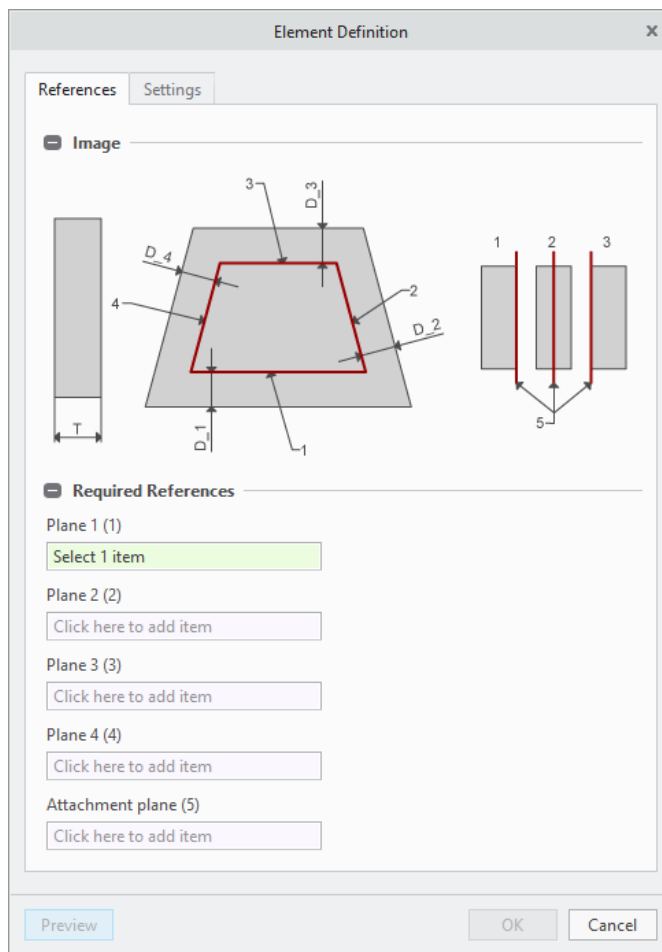 Element Definition
x
References
Settings
Image
3
D_3
D_4
4
2
D_2
T
D_1
1
1
2
3
5
Required References
Plane 1 (1)
Select 1 item
Plane 2 (2)
Click here to add item
Plane 3 (3)
Click here to add item
Plane 4 (4)
Click here to add item
Attachment plane (5)
Click here to add item
Preview
OK
Cancel